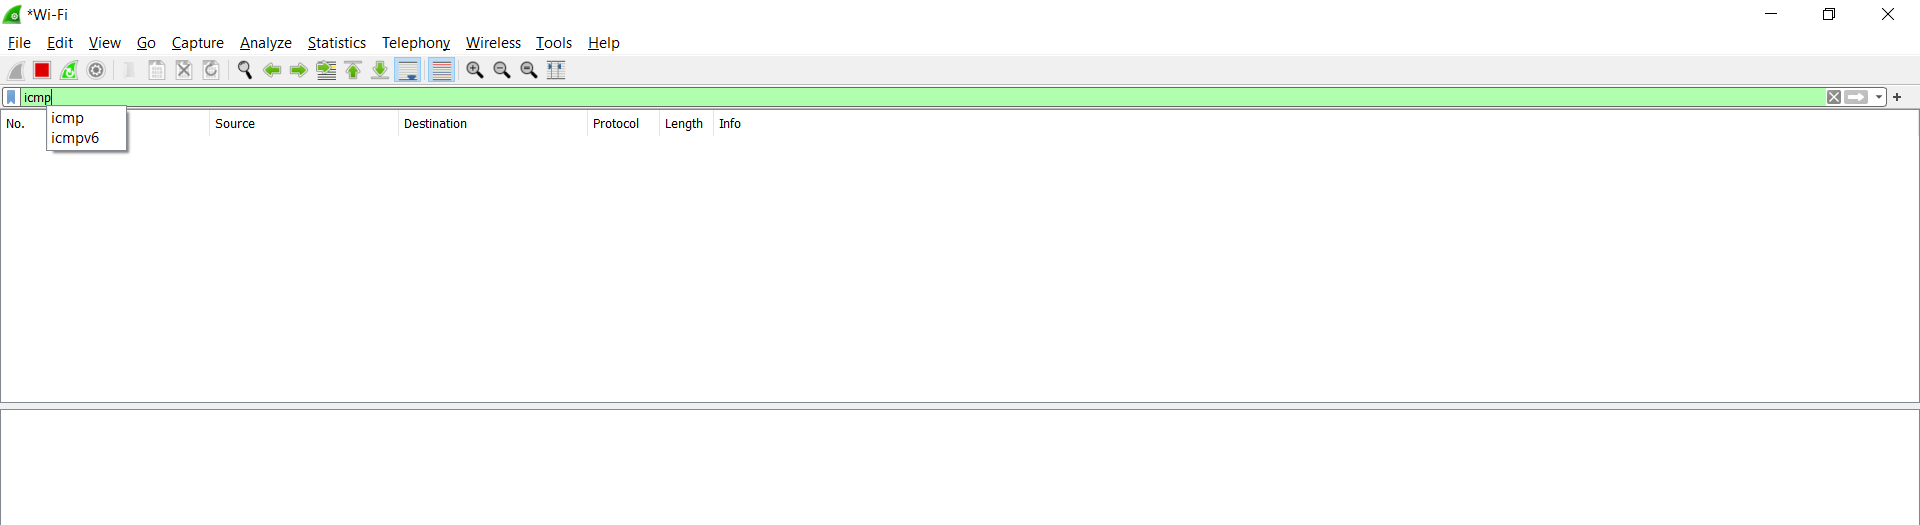 *Wi-Fi
File Edit View Go Capture Analyze Statistics Telephony Wireless Tools Help
icmp
icmp
icmpv6
No. Source Destination Protocol Length Info